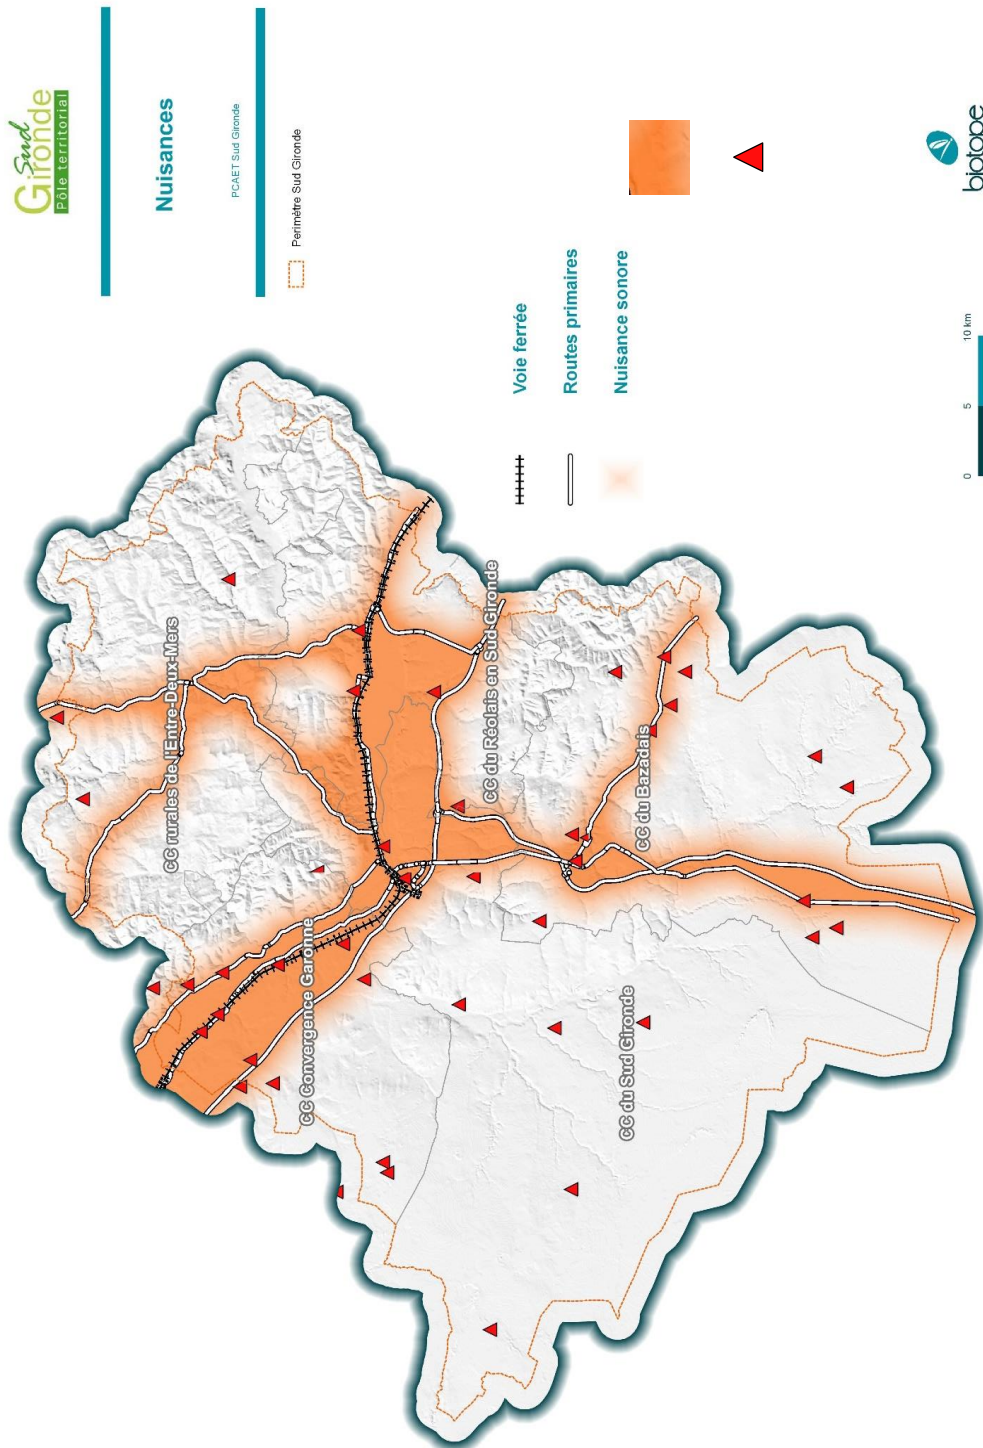 Sud
Gironde
Pôle territorial
Nuisances
PCAET Sud Gironde
Perimètre Sud Gironde
Voie ferrée
Routes primaires
Nuisance sonore
CC rurales de l'Entre-Deux-Mers
CC du Réolais en Sud-Gironde
CC Convergence Garonne
CC du Bazadais
CC du Sud Gironde
0 5 10 km
biotope